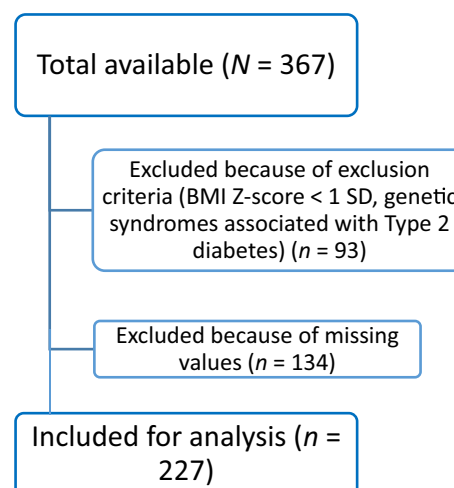 Total available (N = 367)
Excluded because of exclusion
criteria (BMI Z-score < 1 SD, genetic
syndromes associated with Type 2
diabetes) (n = 93)
Excluded because of missing
values (n = 134)
Included for analysis (n =
227)